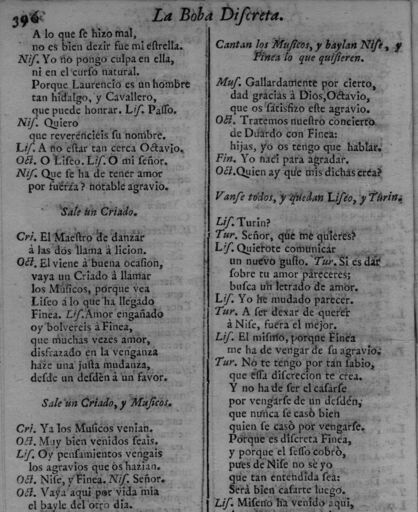 396
La Boba Discreta.
A lo que se hizo mal,
no es bien dezir fue mi estrella.
Nis. Yo no pongo culpa en ella,
ni en el curso natural.
Porque Laurencio es un hombre
tan hidalgo, y Cavallero,
que puede honrar. Lis. Passo.
Nis. Quiero
que reverencieis su nombre.
Lis. A no estar tan cerca Octavio.
Oct. O Liseo. Lis. O mi señor.
Nis. Que se ha de tener amor
por fuerza? notable agravio.
Sale un Criado.
Cri. El Maestro de danzar
à las dos llama à licion.
Oct. El viene à buena ocasion,
vaya un Criado à llamar
los Musicos, porque vea
Liseo à lo que ha llegado
Finea. Lis. Amor engañado
oy bolvereis à Finea,
que muchas vezes amor,
disfrazado en la venganza
haze una justa mudanza,
desde un desdèn à un favor.
Sale un Criado, y Musicos.
Cri. Ya los Musicos venian.
Oct. Muy bien venidos seais.
Lis. Oy pensamientos vengais
los agravios que os hazian.
Oct. Nise, y Finea. Nis. Señor.
Oct. Vaya aqui por vida mia
el bayle del otro dia.
Cantan los Musicos, y baylan Nise, y
Finea lo que quisieren.
Mus. Gallardamente por cierto,
dad gracias à Dios, Octavio,
que os satisfizo este agravio.
Oct. Tratemos nuestro concierto
de Duardo con Finea:
hijas, yo os tengo que hablar.
Fin. Yo naci para agradar.
Oct. Quien ay que mis dichas crea?
Vanse todos, y quedan Liseo, y Turin.
Lis. Turin?
Tur. Señor, què me quieres?
Lis. Quierote comunicar
un nuevo gusto. Tur. Si es dar
sobre tu amor pareceres;
busca un letrado de amor.
Lis. Yo he mudado parecer.
Tur. A ser dexar de querer
à Nise, fuera el mejor.
Lis. El mismo, porque Finea
me ha de vengar de su agravio.
Tur. No te tengo por tan sabio,
que essa discrecion te crea.
Y no ha de ser el casarse
por vengarse de un desdèn,
que nunca se casò bien
quien se casò por vengarse.
Porque es discreta Finea,
y porque el sesso cobrò,
pues de Nise no sè yo
que tan entendida sea:
Serà bien casarte luego.
Lis. Miseno ha venido aqui,